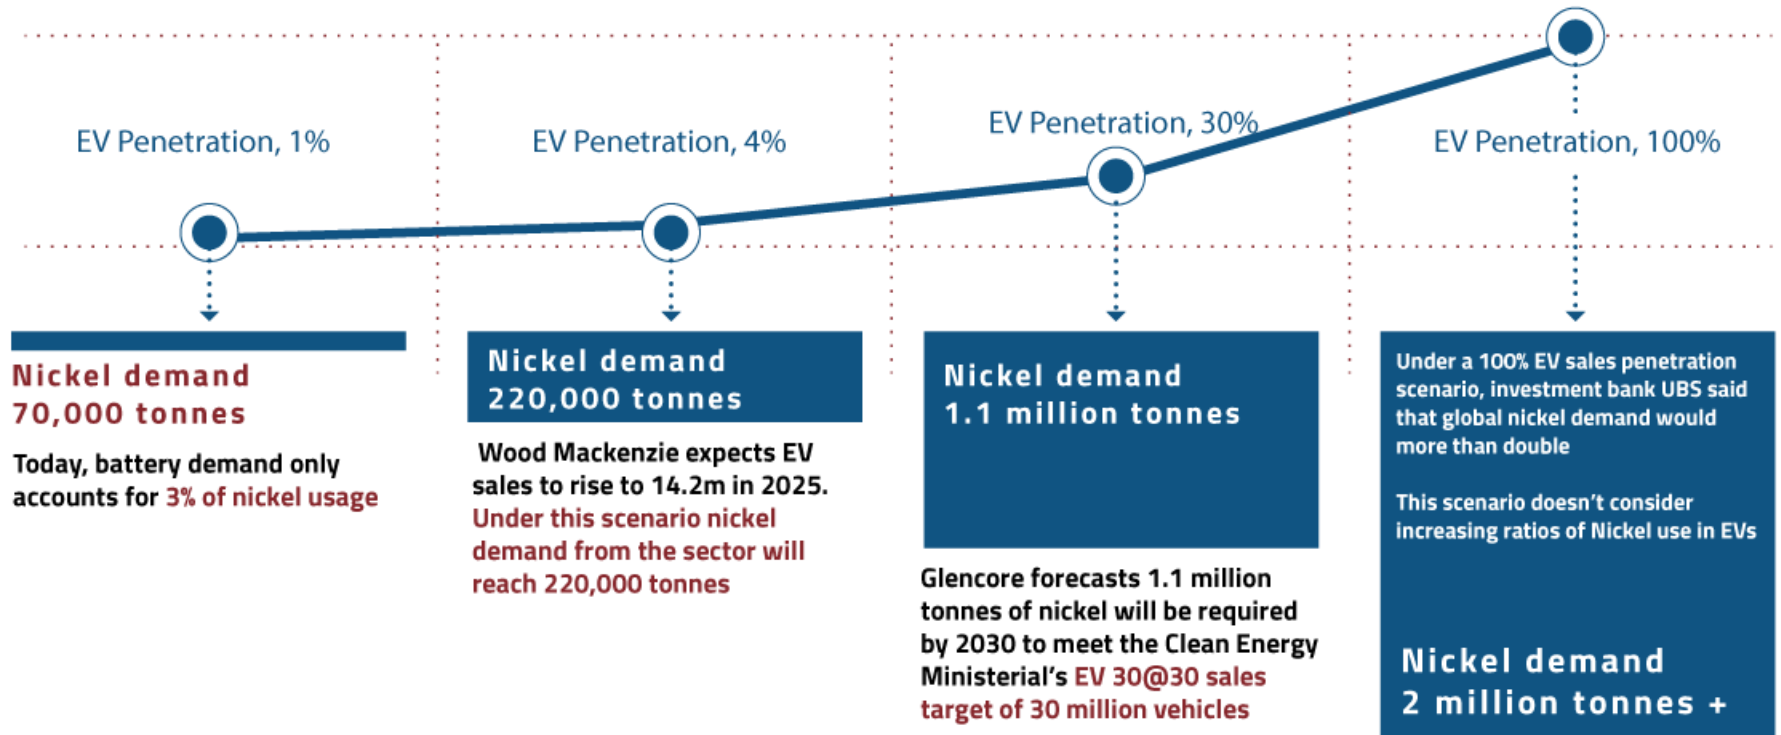 EV Penetration, 1%
EV Penetration, 4%
EV Penetration, 30%
EV Penetration, 100%
Nickel demand
70,000 tonnes
Today, battery demand only
accounts for 3% of nickel usage
Nickel demand
220,000 tonnes
Wood Mackenzie expects EV
sales to rise to 14.2m in 2025.
Under this scenario nickel
demand from the sector will
reach 220,000 tonnes
Nickel demand
1.1 million tonnes
Glencore forecasts 1.1 million
tonnes of nickel will be required
by 2030 to meet the Clean Energy
Ministerial's EV 30@30 sales
target of 30 million vehicles
Under a 100% EV sales penetration
scenario, investment bank UBS said
that global nickel demand would
more than double
This scenario doesn't consider
increasing ratios of Nickel use in EVs
Nickel demand
2 million tonnes +